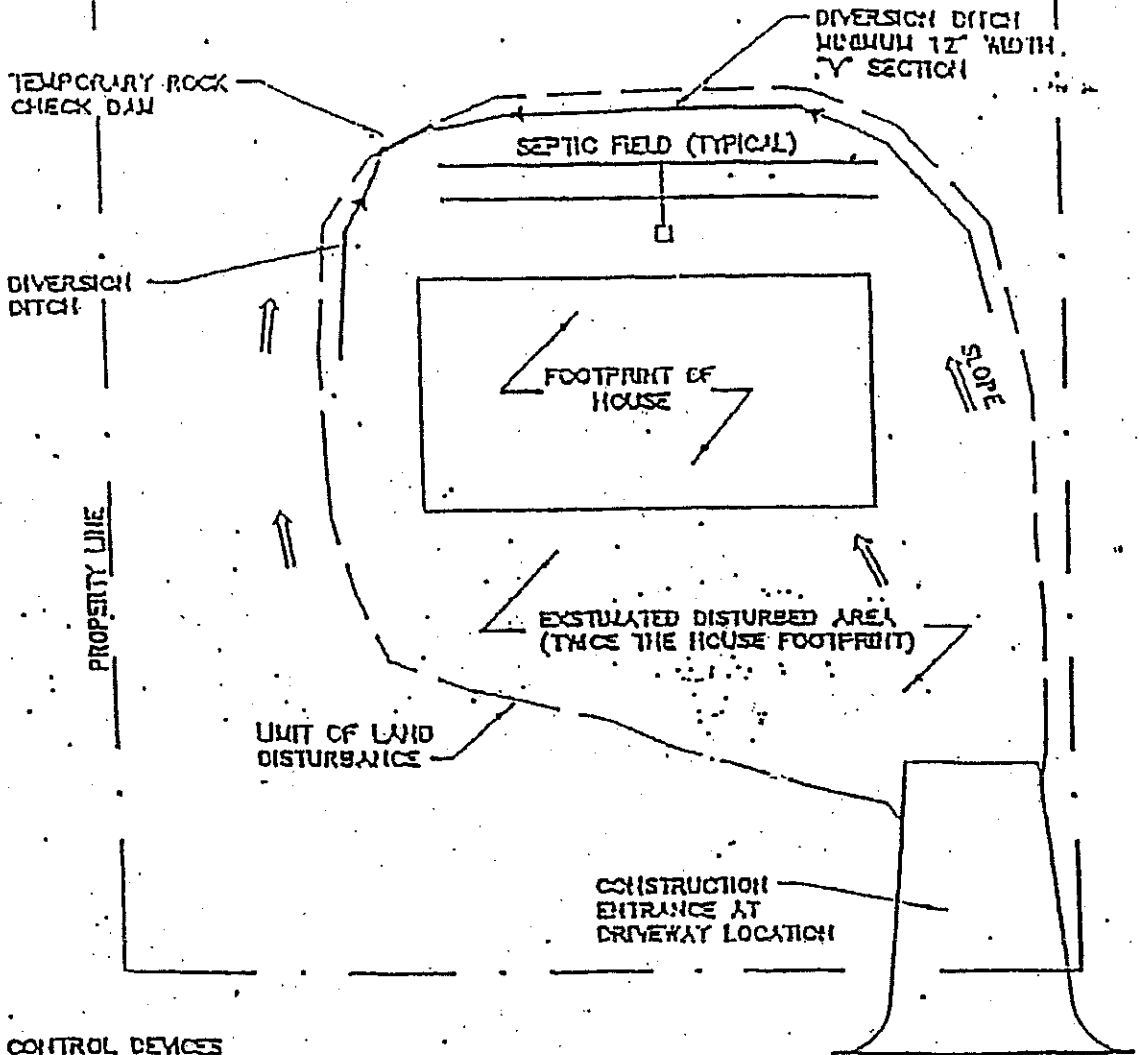 DIVERSION DITCH
MINIMUM 12" WIDTH
"V" SECTION
TEMPORARY ROCK
CHECK DAM
SEPTIC FIELD (TYPICAL)
DIVERSION
DITCH
SLOPE
FOOTPRINT OF
HOUSE
PROPERTY LINE
DISTURBED AREA
(TWICE THE HOUSE FOOTPRINT)
LIMIT OF LAND
DISTURBANCE
CONSTRUCTION
ENTRANCE AT
DRIVEWAY LOCATION
CONTROL DEVICES